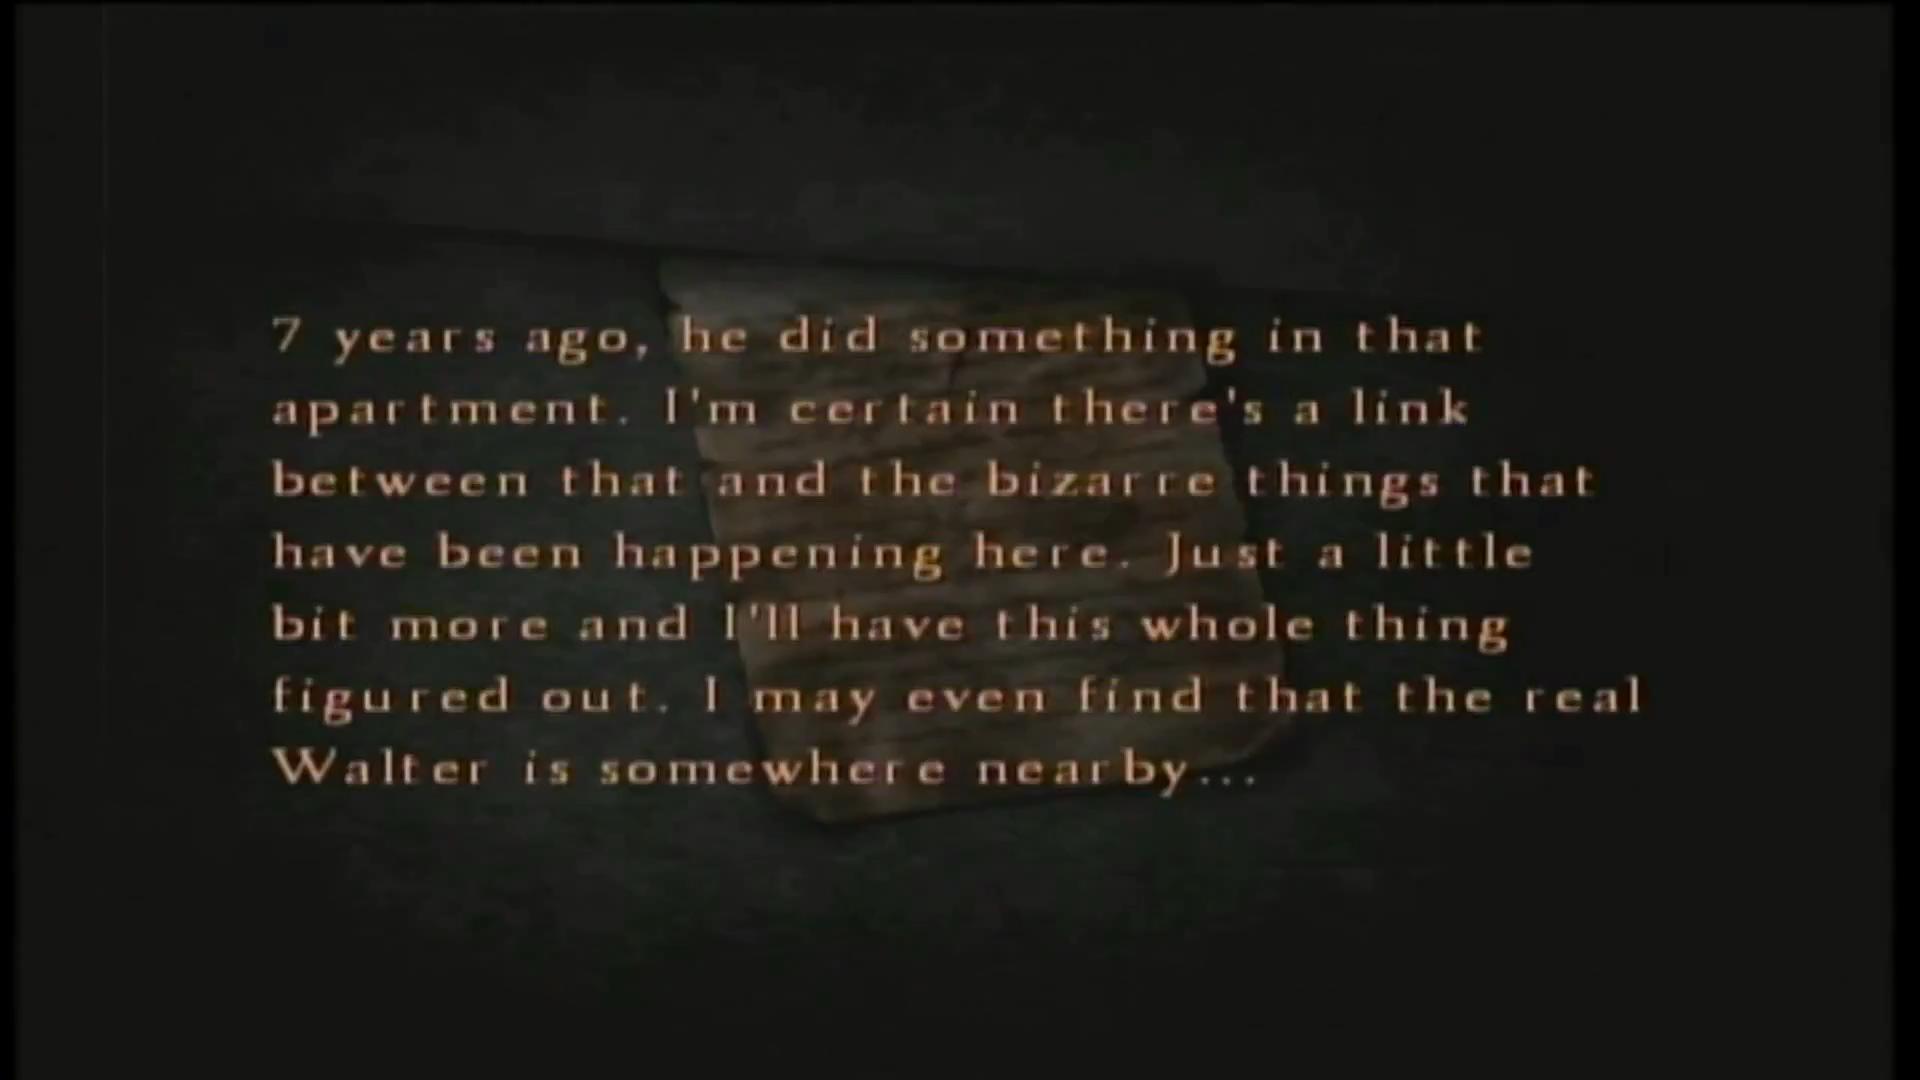 7 years ago, he did something in that
apartment. I'm certain there's a link
between that and the bizarre things that
have been happening here. Just a little
bit more and I'll have this whole thing
figured out. I may even find that the real
Walter is somewhere nearby...